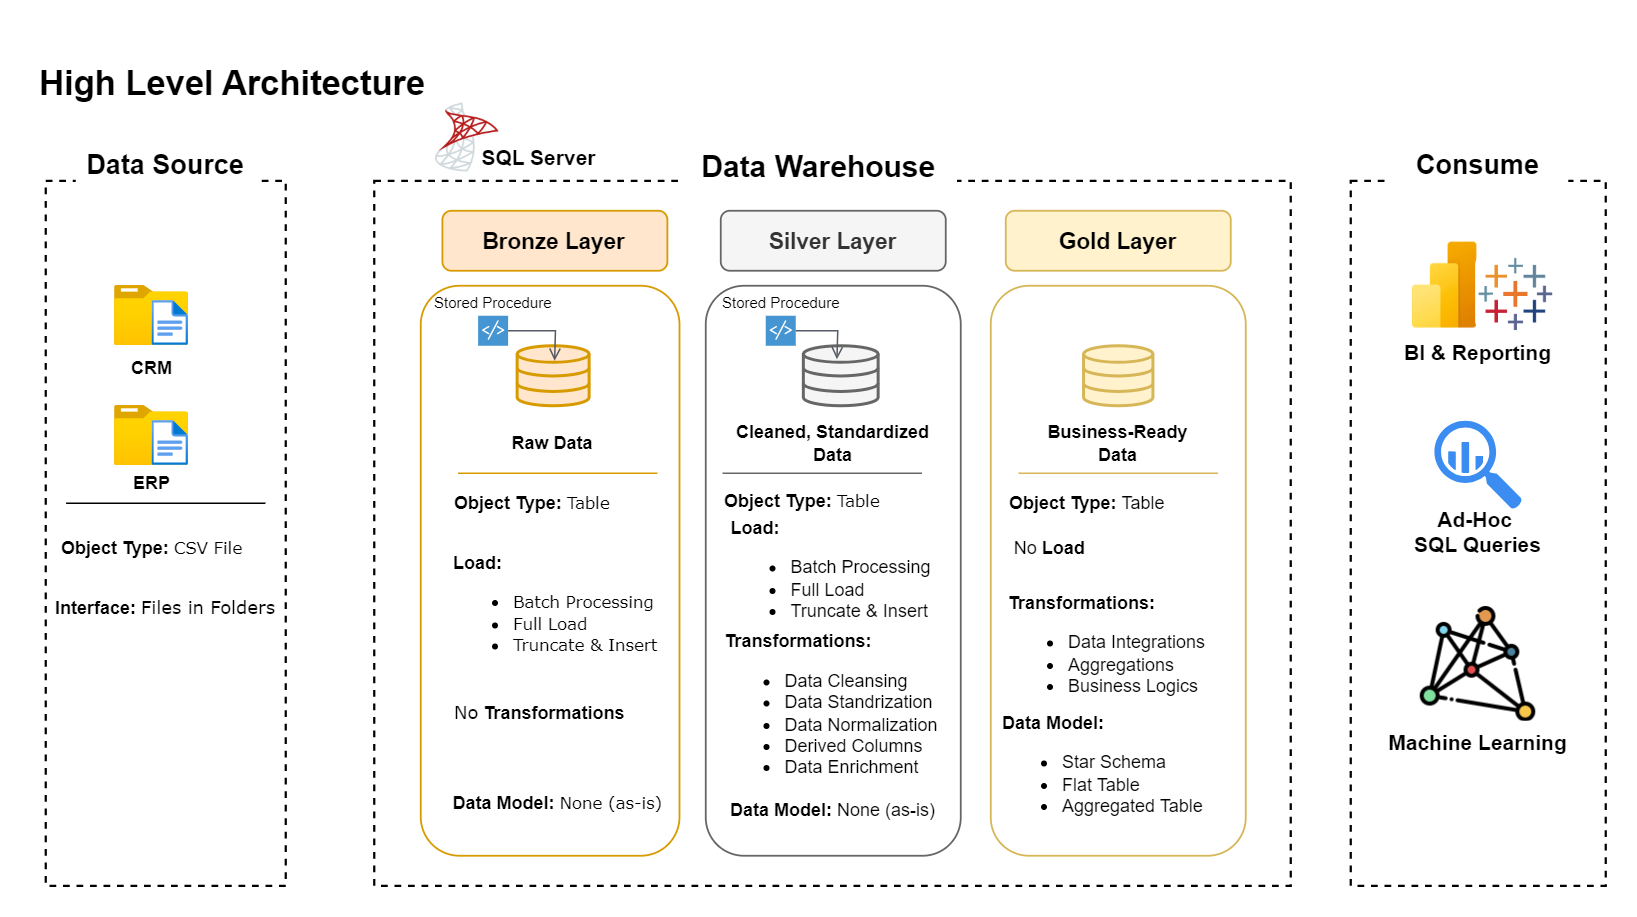 High Level Architecture
Data Source
CRM
ERP
Object Type: CSV File
Interface: Files in Folders
SQL Server
Data Warehouse
Bronze Layer
Stored Procedure
</>
Raw Data
Object Type: Table
Load:
• Batch Processing
• Full Load
• Truncate & Insert
No Transformations
Data Model: None (as-is)
Silver Layer
Stored Procedure
</>
Cleaned, Standardized
Data
Object Type: Table
Load:
• Batch Processing
• Full Load
• Truncate & Insert
Transformations:
• Data Cleansing
• Data Standrization
• Data Normalization
• Derived Columns
• Data Enrichment
Data Model: None (as-is)
Gold Layer
Business-Ready
Data
Object Type: Table
No Load
Transformations:
• Data Integrations
• Aggregations
• Business Logics
Data Model:
• Star Schema
• Flat Table
• Aggregated Table
Consume
BI & Reporting
Ad-Hoc
SQL Queries
Machine Learning